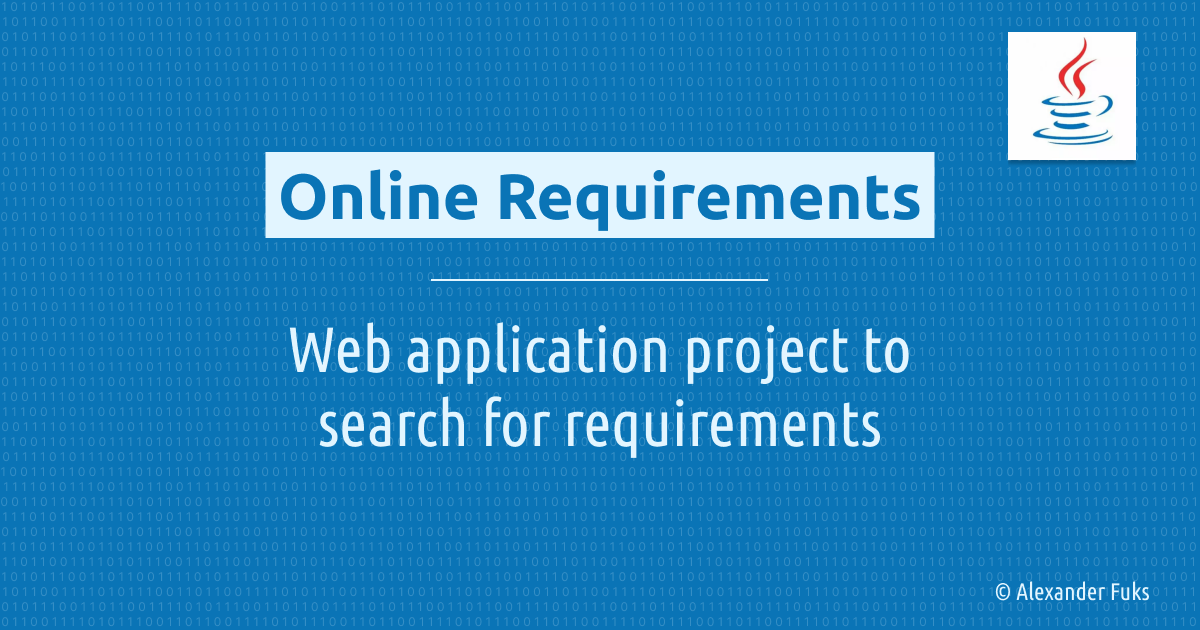 Online Requirements
Web application project to
search for requirements
© Alexander Fuks